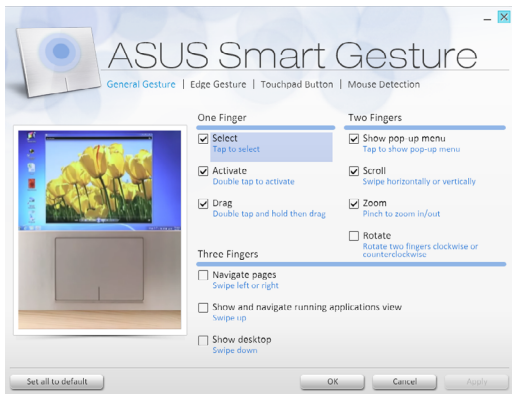 ASUS Smart Gesture
General Gesture | Edge Gesture | Touchpad Button | Mouse Detection
One Finger
Select
Tap to select
Activate
Double tap to activate
Drag
Double tap and hold then drag
Two Fingers
Show pop-up menu
Tap to show pop-up menu
Scroll
Swipe horizontally or vertically
Zoom
Pinch to zoom in/out
Rotate
Rotate two fingers clockwise or
counterclockwise
Three Fingers
Navigate pages
Swipe left or right
Show and navigate running applications view
Swipe up
Show desktop
Swipe down
Set all to default
OK
Cancel
Apply